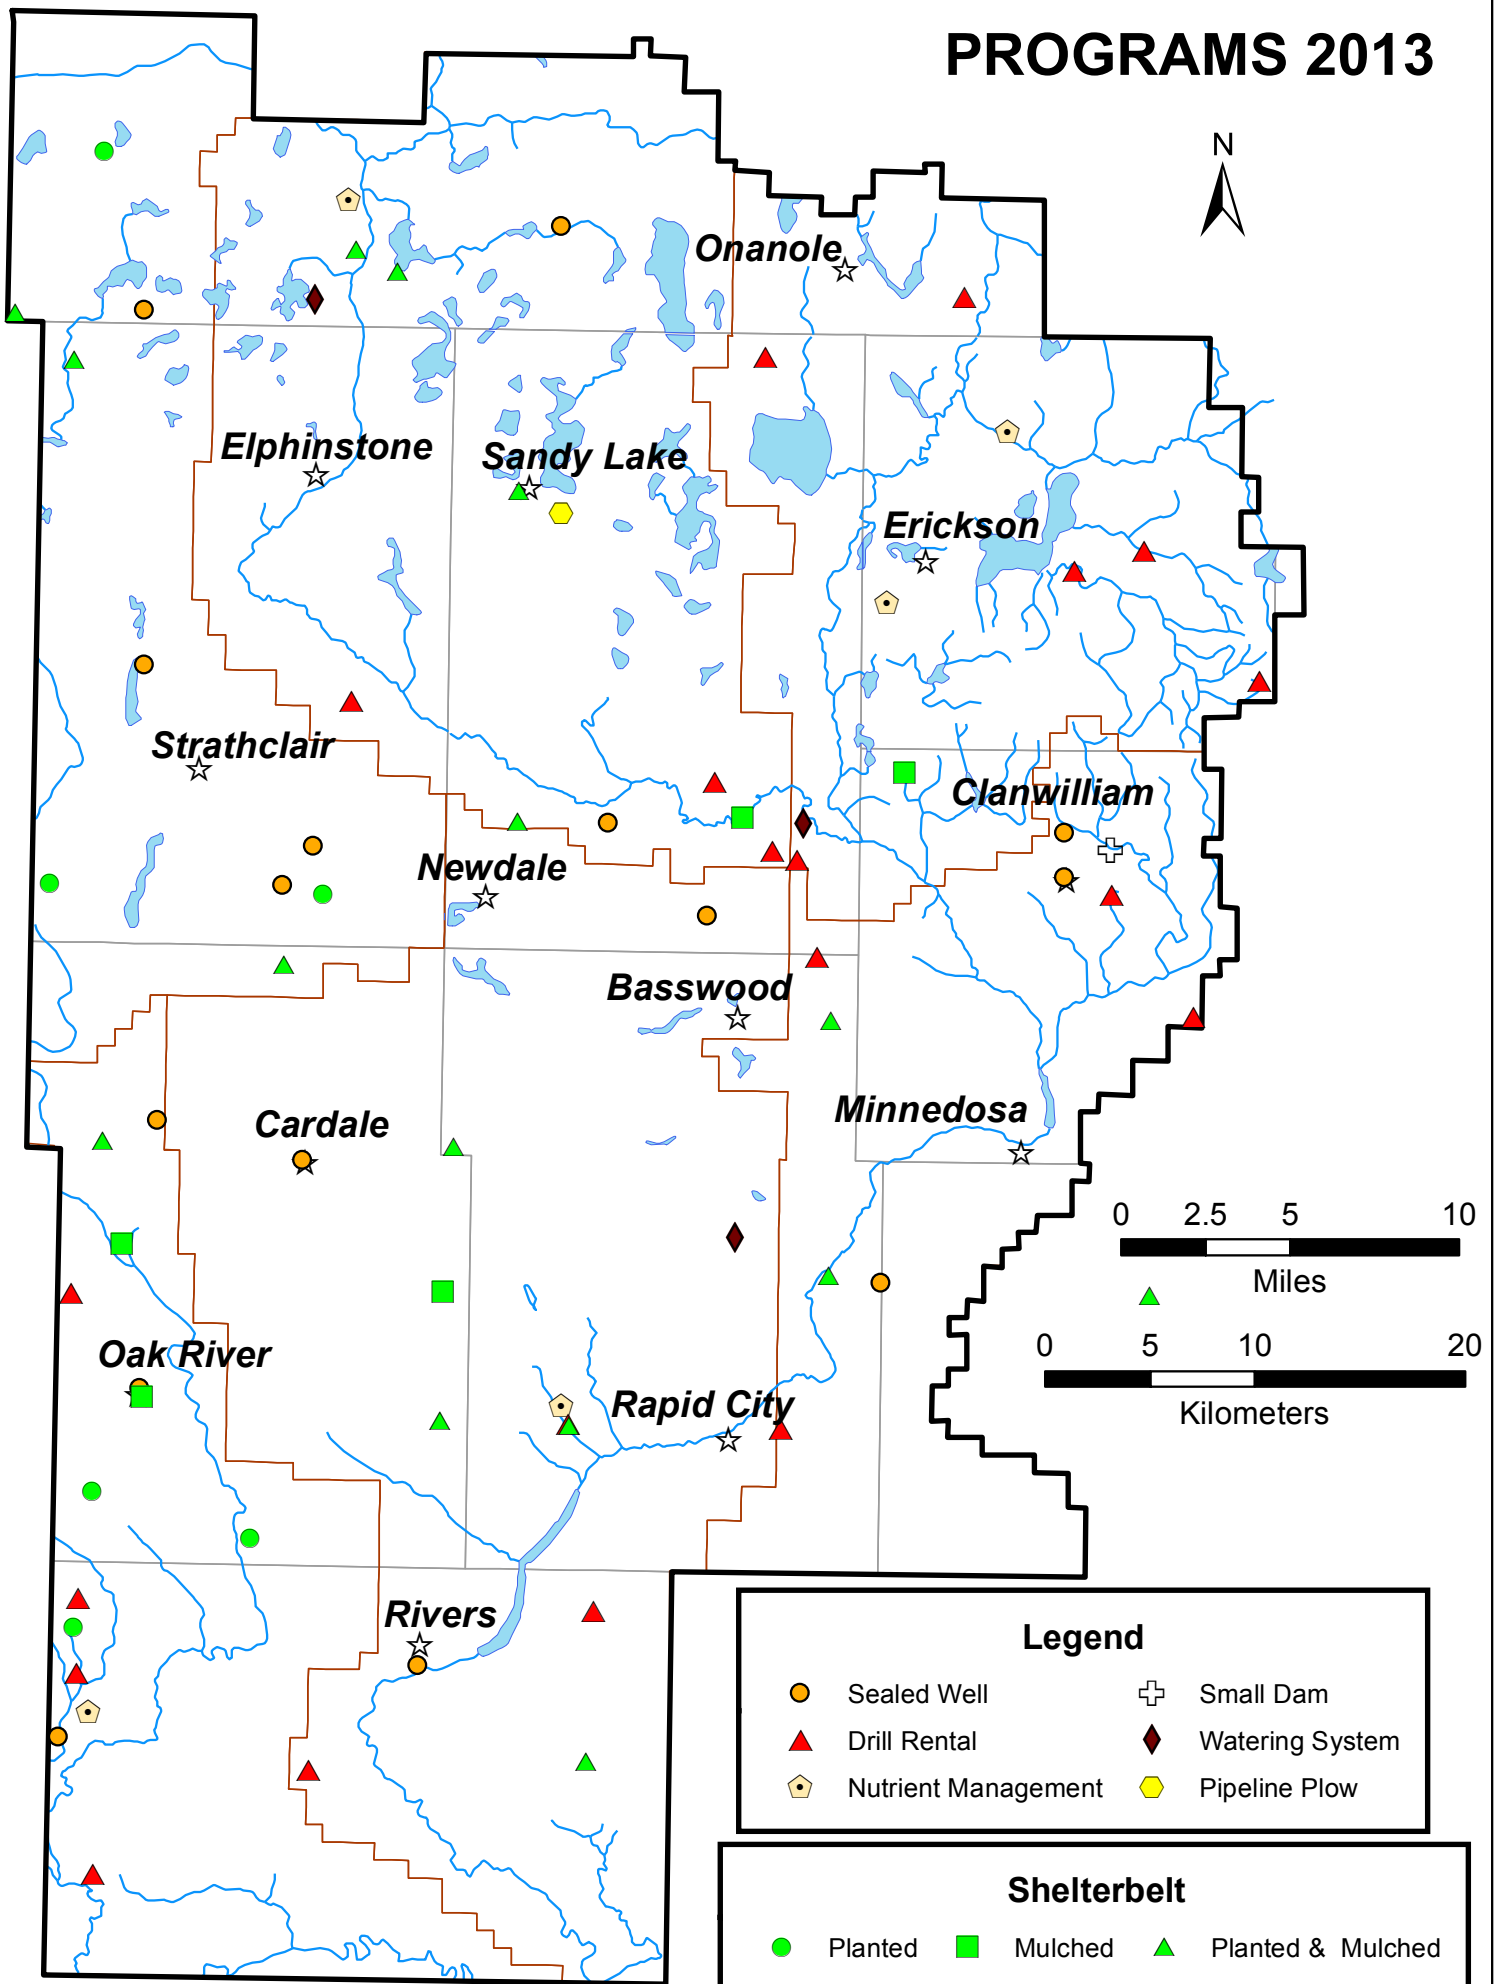 PROGRAMS 2013
N
Onanole
Elphinstone
Sandy Lake
Erickson
Strathclair
Clanwilliam
Newdale
Basswood
Minnedosa
Cardale
0 2.5 5 10
Miles
0 5 10 20
Kilometers
Oak River
Rapid City
Rivers
Legend
Sealed Well
Small Dam
Drill Rental
Watering System
Nutrient Management
Pipeline Plow
Shelterbelt
Planted
Mulched
Planted & Mulched